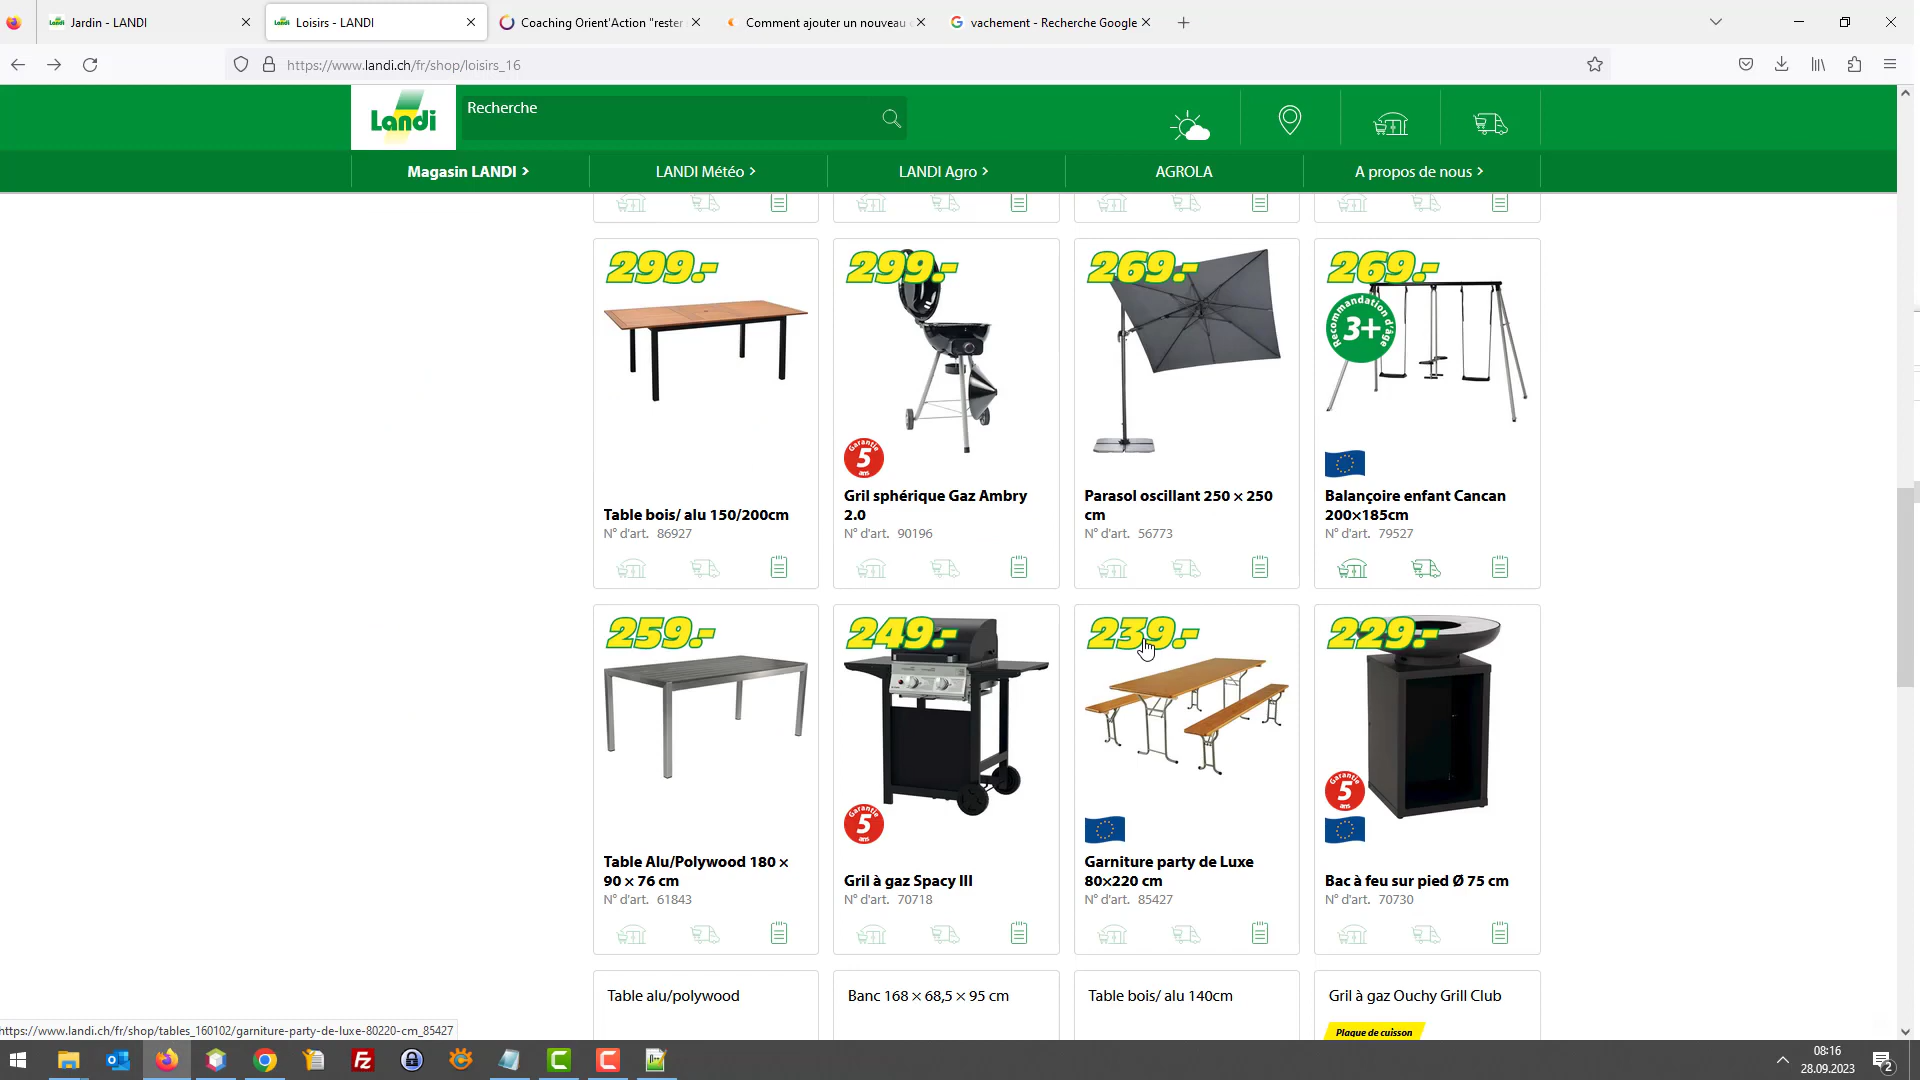 Jardin - LANDI
Loisirs - LANDI
Coaching Orient'Action "rester
Comment ajouter un nouveau
vachement - Recherche Google
https://www.landi.ch/fr/shop/loisirs_16
Landi
Recherche
Magasin LANDI >
LANDI Météo >
LANDI Agro >
AGROLA
A propos de nous >
299.-
299.-
269.-
269.-
Recommandation d'âge
3+
Garantie
5
ans
Table bois/ alu 150/200cm
N° d'art. 86927
Gril sphérique Gaz Ambry
2.0
N° d'art. 90196
Parasol oscillant 250 × 250
cm
N° d'art. 56773
Balançoire enfant Cancan
200×185cm
N° d'art. 79527
259.-
249.-
239.-
229.-
Garantie
5
ans
Garantie
5
ans
Table Alu/Polywood 180 ×
90 × 76 cm
N° d'art. 61843
Gril à gaz Spacy III
N° d'art. 70718
Garniture party de Luxe
80×220 cm
N° d'art. 85427
Bac à feu sur pied Ø 75 cm
N° d'art. 70730
Table alu/polywood
Banc 168 × 68,5 × 95 cm
Table bois/ alu 140cm
Gril à gaz Ouchy Grill Club
Plaque de cuisson
https://www.landi.ch/fr/shop/tables_160102/garniture-party-de-luxe-80220-cm_85427
08:16
28.09.2023
2